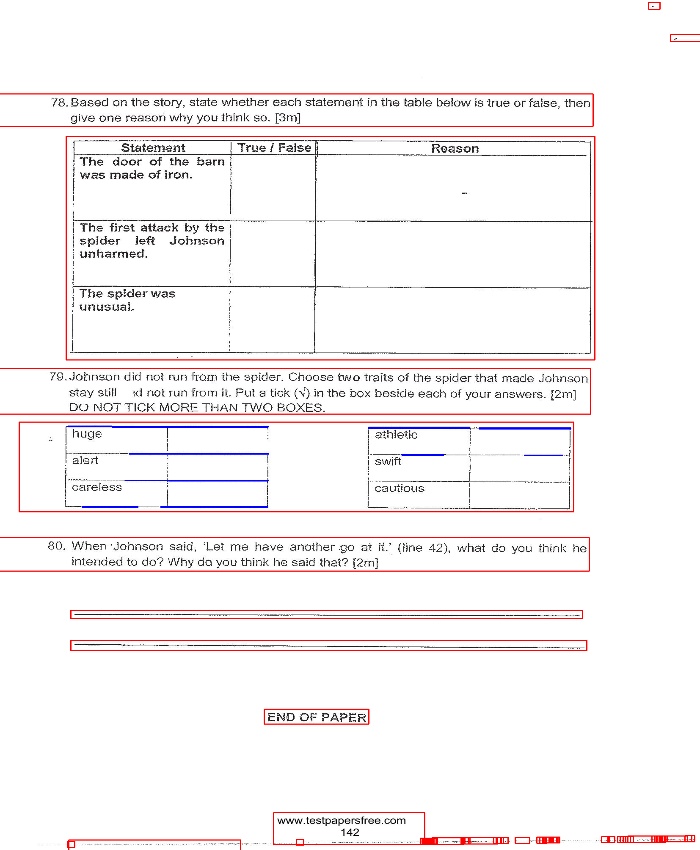 78. Based on the story, state whether each statement in the table below is true or false, then
give one reason why you think so. [3m]
Statement True / False Reason
The door of the barn
was made of iron.
The first attack by the
spider left Johnson
unharmed.
The spider was
unusual.
79. Johnson did not run from the spider. Choose two traits of the spider that made Johnson
stay still d not run from it. Put a tick (√) in the box beside each of your answers. [2m]
DO NOT TICK MORE THAN TWO BOXES.
huge athletic
alert swift
careless cautious
80. When Johnson said, 'Let me have another go at it.' (line 42), what do you think he
intended to do? Why do you think he said that? [2m]
END OF PAPER
www.testpapersfree.com
142